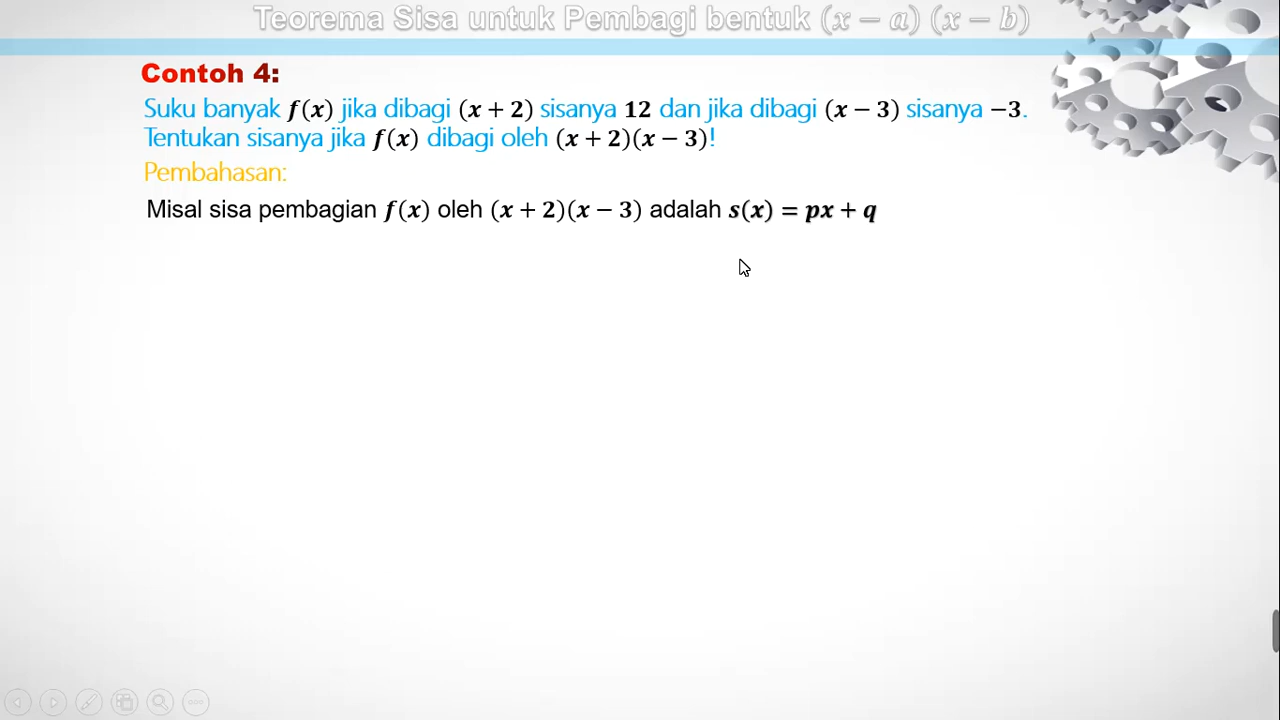 Teorema Sisa untuk Pembagi bentuk (x − a) (x − b)
Contoh 4:
Suku banyak f(x) jika dibagi (x + 2) sisanya 12 dan jika dibagi (x − 3) sisanya −3.
Tentukan sisanya jika f(x) dibagi oleh (x + 2)(x − 3)!
Pembahasan:
Misal sisa pembagian f(x) oleh (x + 2)(x − 3) adalah s(x) = px + q